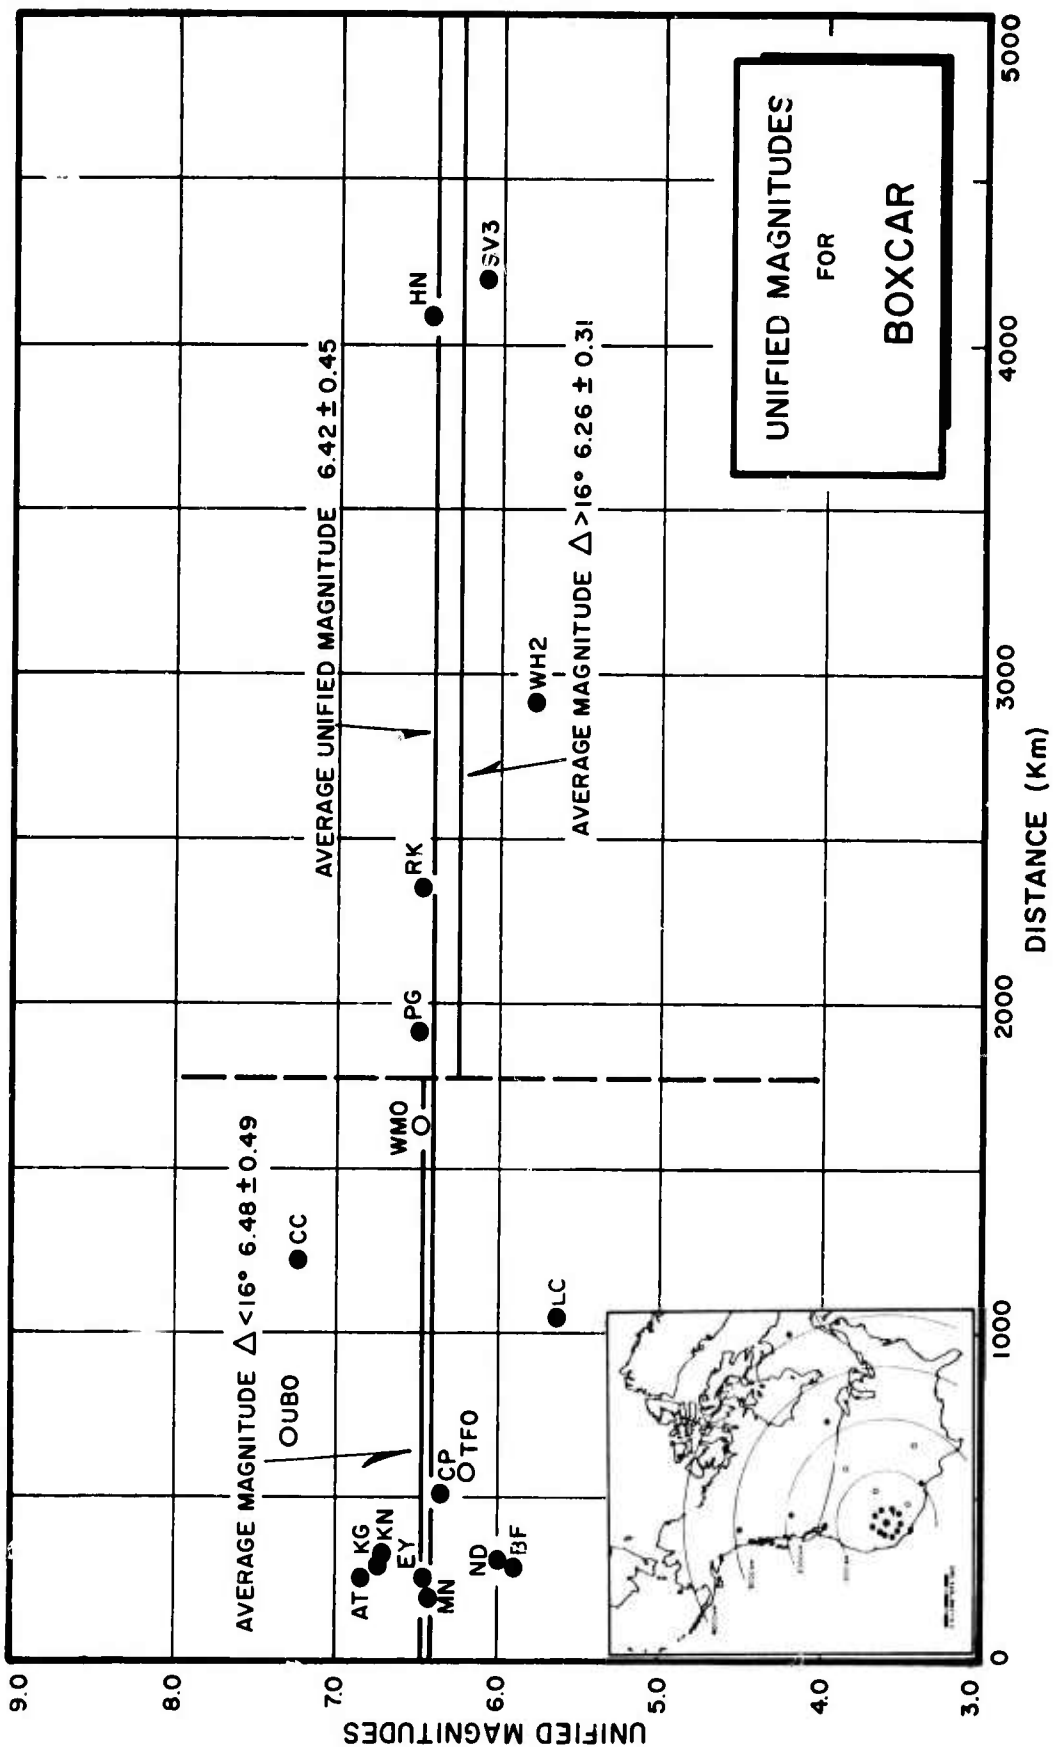 UNIFIED MAGNITUDES
FOR
BOXCAR
AVERAGE UNIFIED MAGNITUDE 6.42 ± 0.45
AVERAGE MAGNITUDE Δ >16° 6.26 ± 0.31
AVERAGE MAGNITUDE Δ <16° 6.48 ± 0.49
UNIFIED MAGNITUDES
9.0
8.0
7.0
6.0
5.0
4.0
3.0
AT
KG
KN
EY
MN
ND
BF
CP
TFO
UBO
LC
CC
WMO
PG
RK
WH2
HN
SV3
0
1000
2000
3000
4000
5000
DISTANCE (Km)